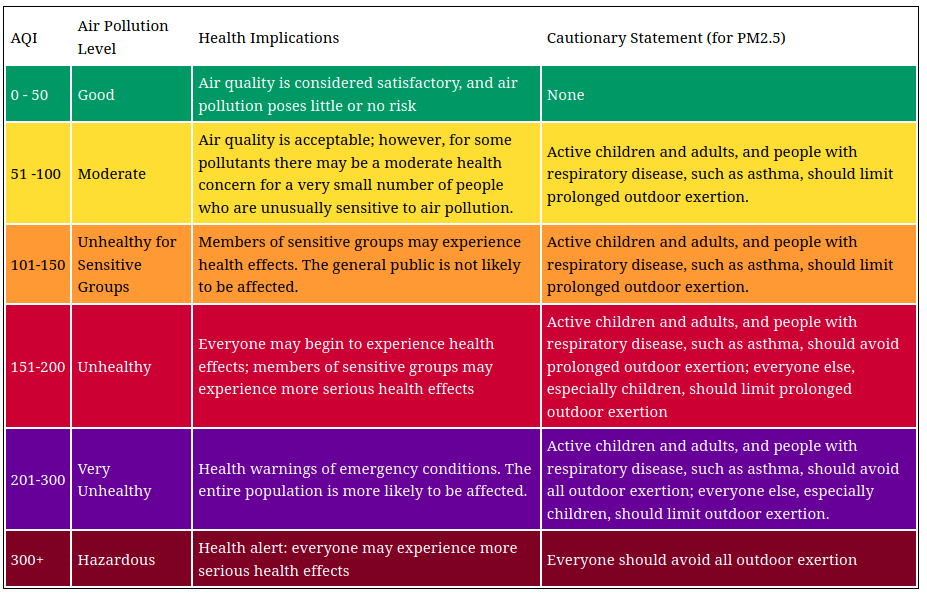 AQI
Air Pollution
Level
Health Implications
Cautionary Statement (for PM2.5)
0 - 50
Good
Air quality is considered satisfactory, and air
pollution poses little or no risk
None
51 -100
Moderate
Air quality is acceptable; however, for some
pollutants there may be a moderate health
concern for a very small number of people
who are unusually sensitive to air pollution.
Active children and adults, and people with
respiratory disease, such as asthma, should limit
prolonged outdoor exertion.
101-150
Unhealthy for
Sensitive
Groups
Members of sensitive groups may experience
health effects. The general public is not likely
to be affected.
Active children and adults, and people with
respiratory disease, such as asthma, should limit
prolonged outdoor exertion.
151-200
Unhealthy
Everyone may begin to experience health
effects; members of sensitive groups may
experience more serious health effects
Active children and adults, and people with
respiratory disease, such as asthma, should avoid
prolonged outdoor exertion; everyone else,
especially children, should limit prolonged
outdoor exertion
201-300
Very
Unhealthy
Health warnings of emergency conditions. The
entire population is more likely to be affected.
Active children and adults, and people with
respiratory disease, such as asthma, should avoid
all outdoor exertion; everyone else, especially
children, should limit outdoor exertion.
300+
Hazardous
Health alert: everyone may experience more
serious health effects
Everyone should avoid all outdoor exertion